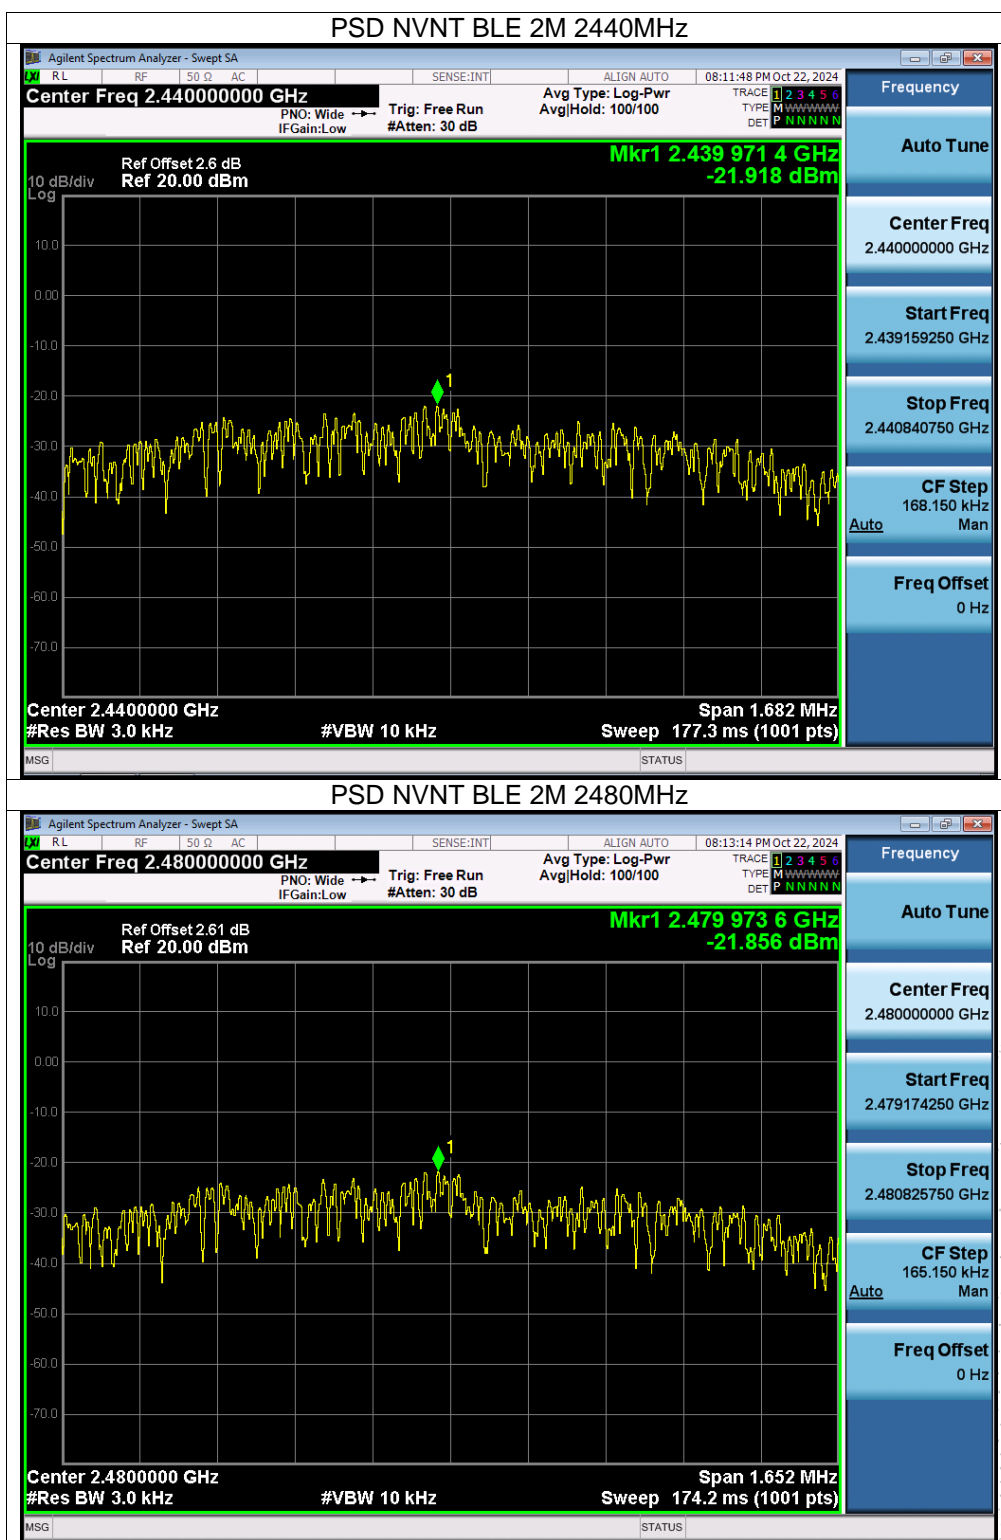 PSD NVNT BLE 2M 2440MHz
Agilent Spectrum Analyzer - Swept SA
LXI RL RF 50 Ω AC SENSE:INT ALIGN AUTO 08:11:48 PM Oct 22, 2024
Center Freq 2.440000000 GHz Avg Type: Log-Pwr TRACE 1 2 3 4 5 6
PNO: Wide Trig: Free Run Avg|Hold: 100/100 TYPE M WWWWW
IFGain:Low #Atten: 30 dB DET P N N N N N
Ref Offset 2.6 dB Mkr1 2.439 971 4 GHz
10 dB/div Ref 20.00 dBm -21.918 dBm
Log
10.0
0.00
-10.0
1
-20.0
-30.0
-40.0
-50.0
-60.0
-70.0
Center 2.4400000 GHz Span 1.682 MHz
#Res BW 3.0 kHz #VBW 10 kHz Sweep 177.3 ms (1001 pts)
MSG STATUS
Frequency
Auto Tune
Center Freq
2.440000000 GHz
Start Freq
2.439159250 GHz
Stop Freq
2.440840750 GHz
CF Step
168.150 kHz
Auto Man
Freq Offset
0 Hz
PSD NVNT BLE 2M 2480MHz
Agilent Spectrum Analyzer - Swept SA
LXI RL RF 50 Ω AC SENSE:INT ALIGN AUTO 08:13:14 PM Oct 22, 2024
Center Freq 2.480000000 GHz Avg Type: Log-Pwr TRACE 1 2 3 4 5 6
PNO: Wide Trig: Free Run Avg|Hold: 100/100 TYPE M WWWWW
IFGain:Low #Atten: 30 dB DET P N N N N N
Ref Offset 2.61 dB Mkr1 2.479 973 6 GHz
10 dB/div Ref 20.00 dBm -21.856 dBm
Log
10.0
0.00
-10.0
1
-20.0
-30.0
-40.0
-50.0
-60.0
-70.0
Center 2.4800000 GHz Span 1.652 MHz
#Res BW 3.0 kHz #VBW 10 kHz Sweep 174.2 ms (1001 pts)
MSG STATUS
Frequency
Auto Tune
Center Freq
2.480000000 GHz
Start Freq
2.479174250 GHz
Stop Freq
2.480825750 GHz
CF Step
165.150 kHz
Auto Man
Freq Offset
0 Hz